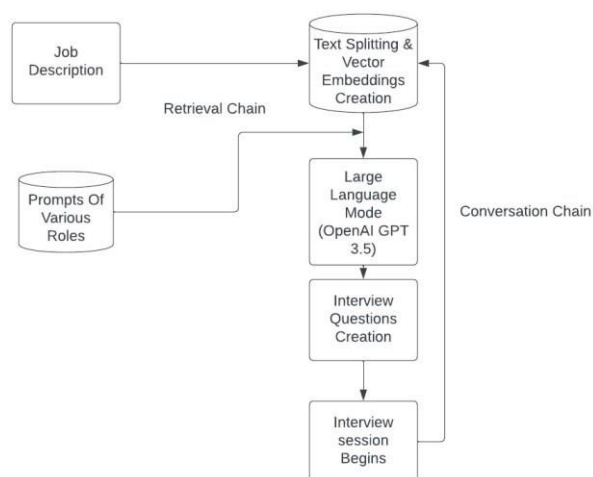 Job
Description
Text Splitting &
Vector
Embeddings
Creation
Retrieval Chain
Prompts Of
Various
Roles
Large
Language
Mode
(OpenAI GPT
3.5)
Conversation Chain
Interview
Questions
Creation
Interview
session
Begins